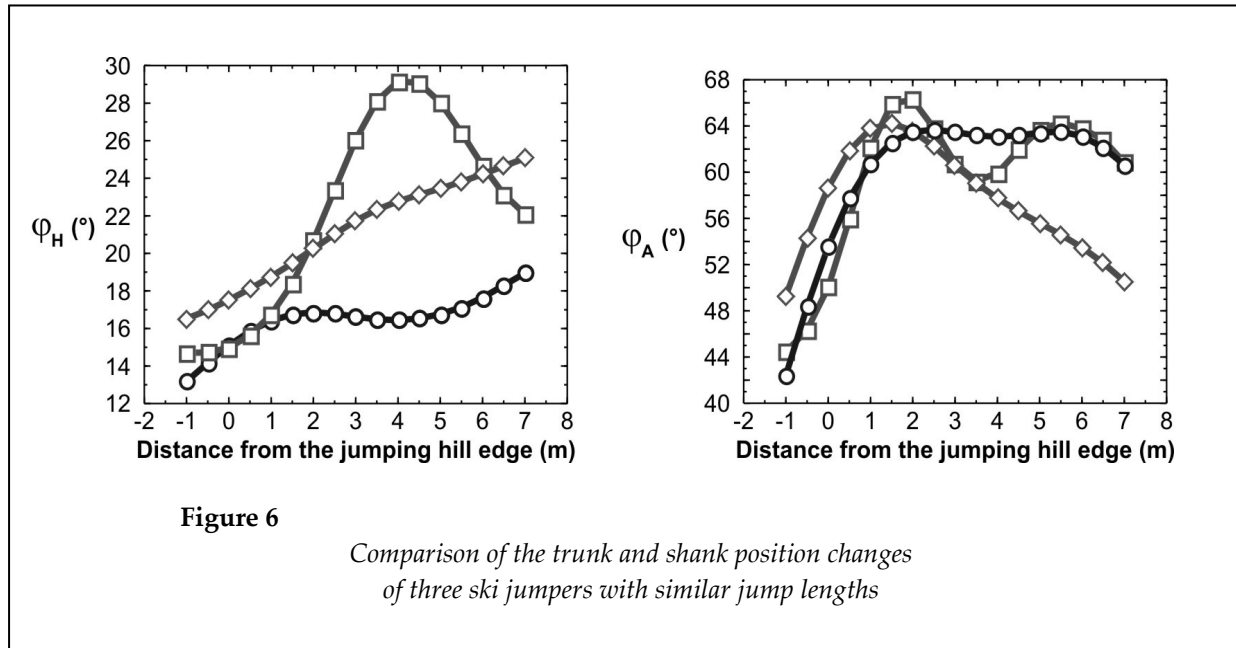 30
28
26
24
22
20
18
16
14
12
φH (°)
-2 -1 0 1 2 3 4 5 6 7 8
Distance from the jumping hill edge (m)
68
64
60
56
52
48
44
40
φA (°)
-2 -1 0 1 2 3 4 5 6 7 8
Distance from the jumping hill edge (m)
Figure 6
Comparison of the trunk and shank position changes
of three ski jumpers with similar jump lengths